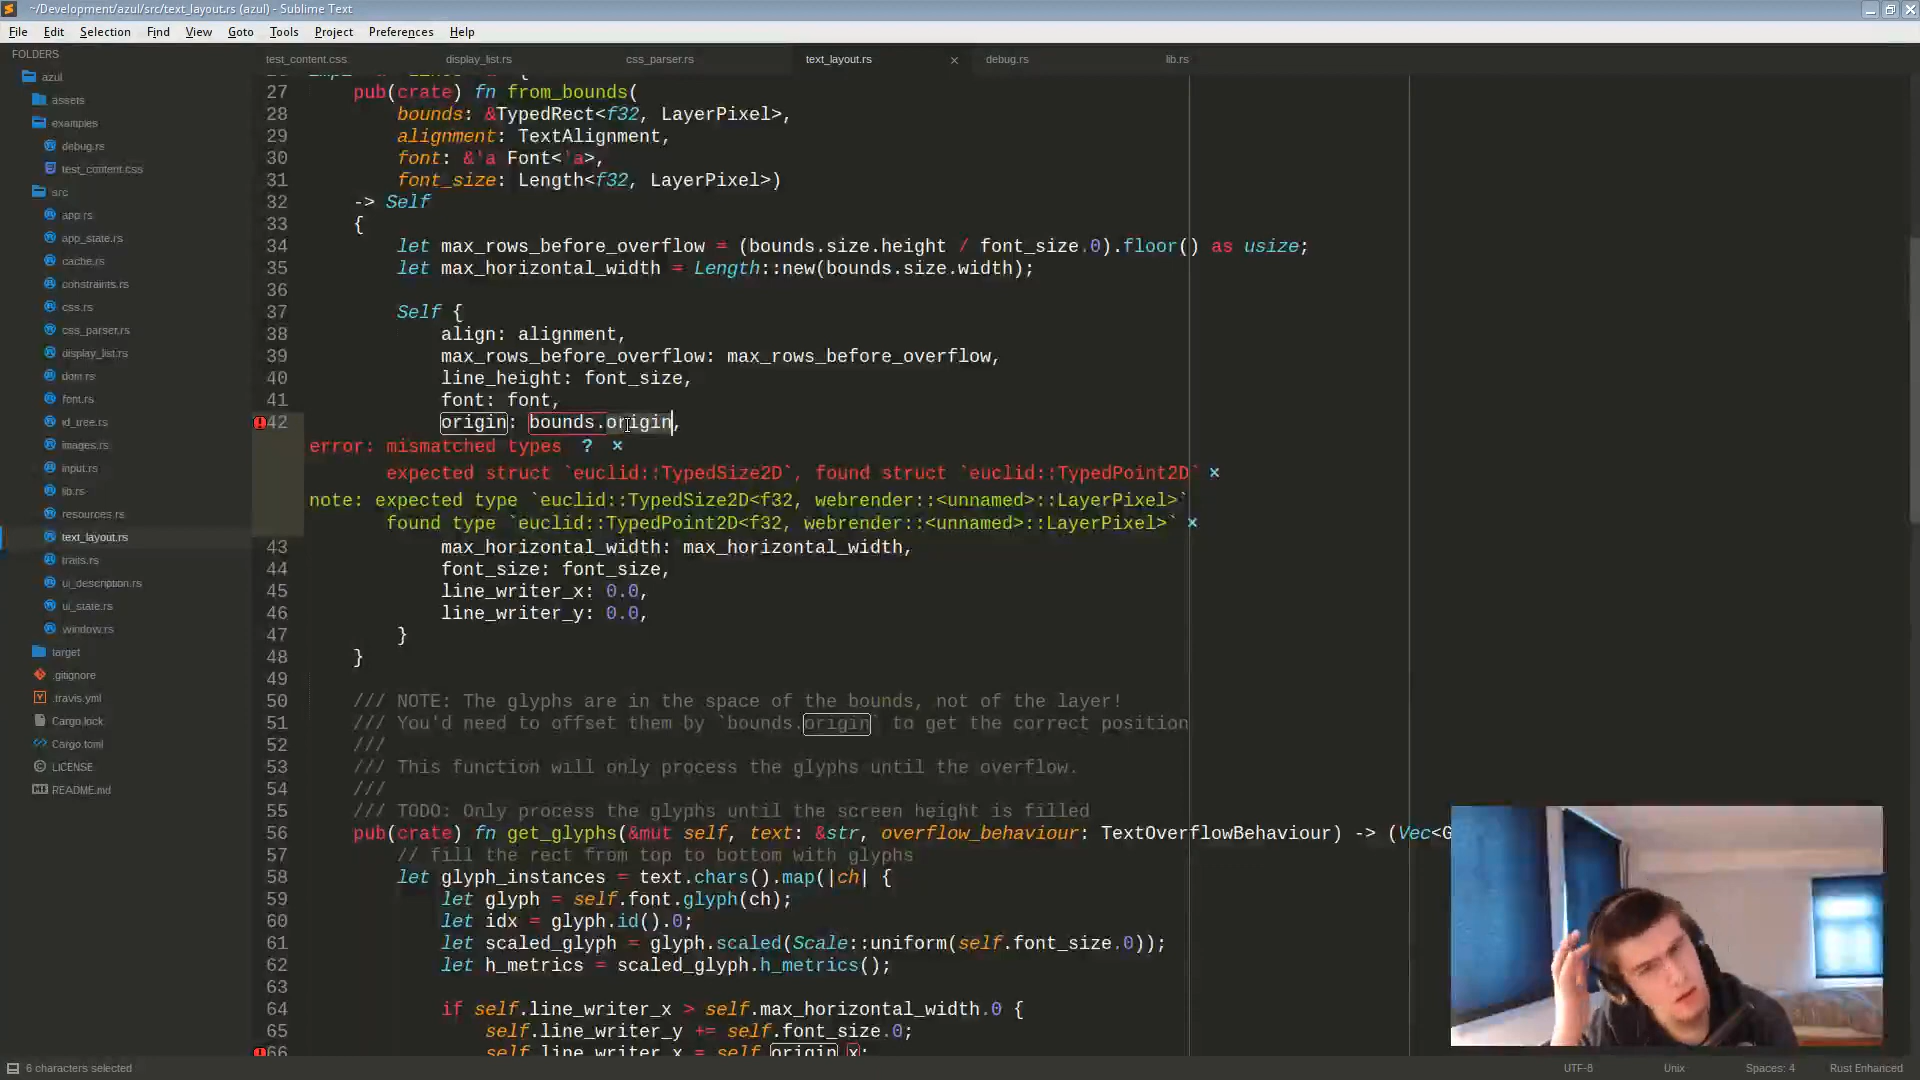 ~/Development/azul/src/text_layout.rs (azul) - Sublime Text
File Edit Selection Find View Goto Tools Project Preferences Help
FOLDERS
azul
assets
examples
debug.rs
test_content.css
src
app.rs
app_state.rs
cache.rs
constraints.rs
css.rs
css_parser.rs
display_list.rs
dom.rs
font.rs
id_tree.rs
images.rs
input.rs
lib.rs
resources.rs
text_layout.rs
traits.rs
ui_description.rs
ui_state.rs
window.rs
target
.gitignore
.travis.yml
Cargo.lock
Cargo.toml
LICENSE
README.md
test_content.css display_list.rs css_parser.rs text_layout.rs × debug.rs lib.rs
27 pub(crate) fn from_bounds(
28 bounds: &TypedRect<f32, LayerPixel>,
29 alignment: TextAlignment,
30 font: &'a Font<'a>,
31 font_size: Length<f32, LayerPixel>)
32 -> Self
33 {
34 let max_rows_before_overflow = (bounds.size.height / font_size.0).floor() as usize;
35 let max_horizontal_width = Length::new(bounds.size.width);
36
37 Self {
38 align: alignment,
39 max_rows_before_overflow: max_rows_before_overflow,
40 line_height: font_size,
41 font: font,
42 origin: bounds.origin,
error: mismatched types ? ×
expected struct `euclid::TypedSize2D`, found struct `euclid::TypedPoint2D` ×
note: expected type `euclid::TypedSize2D<f32, webrender::<unnamed>::LayerPixel>`
found type `euclid::TypedPoint2D<f32, webrender::<unnamed>::LayerPixel>` ×
43 max_horizontal_width: max_horizontal_width,
44 font_size: font_size,
45 line_writer_x: 0.0,
46 line_writer_y: 0.0,
47 }
48 }
49
50 /// NOTE: The glyphs are in the space of the bounds, not of the layer!
51 /// You'd need to offset them by `bounds.origin` to get the correct position
52 ///
53 /// This function will only process the glyphs until the overflow.
54 ///
55 /// TODO: Only process the glyphs until the screen height is filled
56 pub(crate) fn get_glyphs(&mut self, text: &str, overflow_behaviour: TextOverflowBehaviour) -> (Vec<G
57 // fill the rect from top to bottom with glyphs
58 let glyph_instances = text.chars().map(|ch| {
59 let glyph = self.font.glyph(ch);
60 let idx = glyph.id().0;
61 let scaled_glyph = glyph.scaled(Scale::uniform(self.font_size.0));
62 let h_metrics = scaled_glyph.h_metrics();
63
64 if self.line_writer_x > self.max_horizontal_width.0 {
65 self.line_writer_y += self.font_size.0;
66 self.line_writer_x = self.origin.x;
6 characters selected UTF-8 Unix Spaces: 4 Rust Enhanced